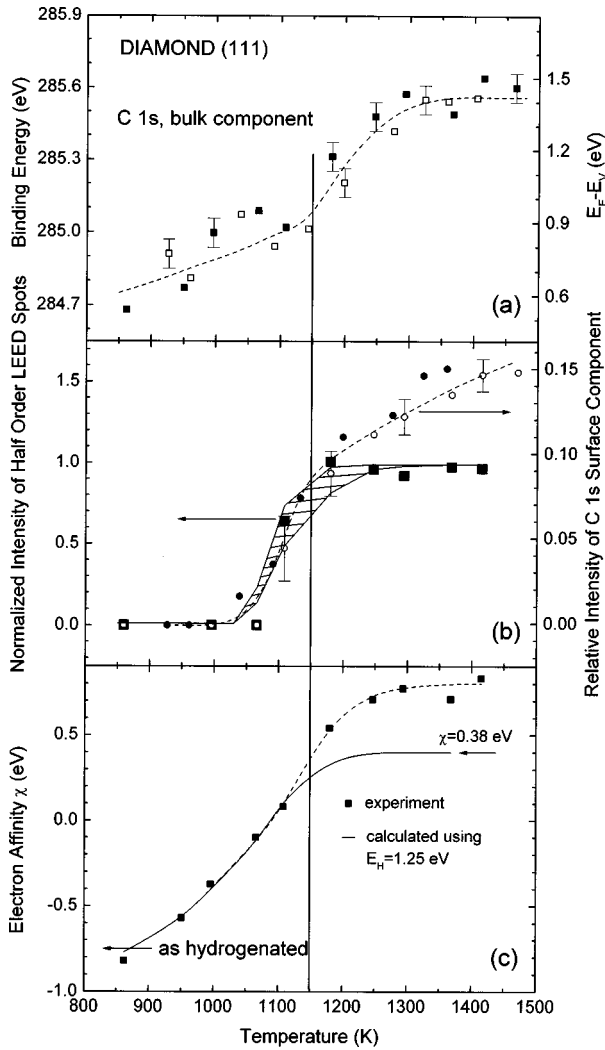 285.9
DIAMOND (111)
285.6
1.5
C 1s, bulk component
285.3
1.2
285.0
0.9
284.7
0.6
(a)
Binding Energy (eV)
E_F-E_V (eV)
1.5
0.15
1.0
0.10
0.5
0.05
0.0
0.00
(b)
Normalized Intensity of Half Order LEED Spots
Relative Intensity of C 1s Surface Component
0.5
χ=0.38 eV
0.0
experiment
calculated using
E_H=1.25 eV
-0.5
as hydrogenated
(c)
-1.0
Electron Affinity χ (eV)
800 900 1000 1100 1200 1300 1400 1500
Temperature (K)